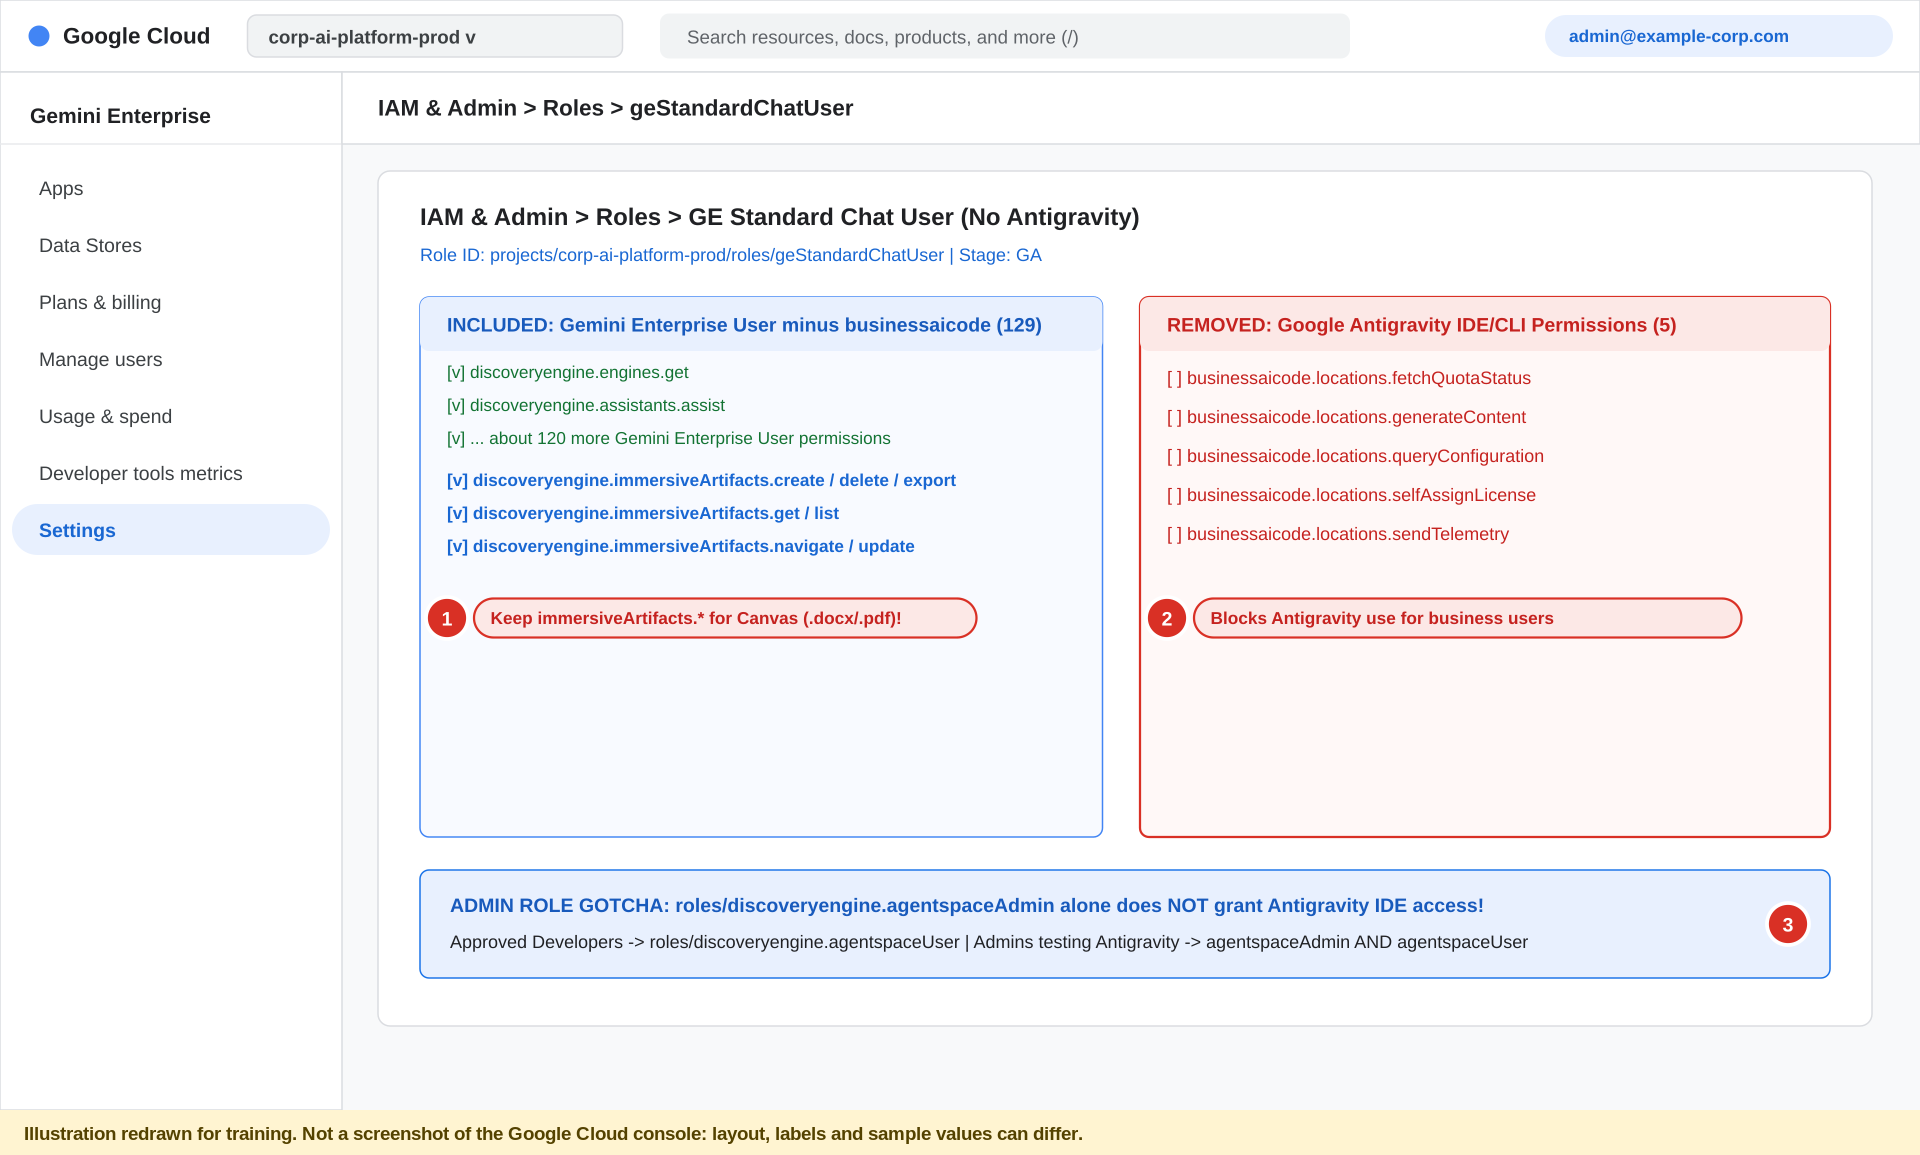 Google Cloud
corp-ai-platform-prod v
Search resources, docs, products, and more (/)
admin@example-corp.com
Gemini Enterprise
Apps
Data Stores
Plans & billing
Manage users
Usage & spend
Developer tools metrics
Settings
IAM & Admin > Roles > geStandardChatUser
IAM & Admin > Roles > GE Standard Chat User (No Antigravity)
Role ID: projects/corp-ai-platform-prod/roles/geStandardChatUser | Stage: GA
INCLUDED: Gemini Enterprise User minus businessaicode (129)
[v] discoveryengine.engines.get
[v] discoveryengine.assistants.assist
[v] ... about 120 more Gemini Enterprise User permissions
[v] discoveryengine.immersiveArtifacts.create / delete / export
[v] discoveryengine.immersiveArtifacts.get / list
[v] discoveryengine.immersiveArtifacts.navigate / update
1 Keep immersiveArtifacts.* for Canvas (.docx/.pdf)!
REMOVED: Google Antigravity IDE/CLI Permissions (5)
[ ] businessaicode.locations.fetchQuotaStatus
[ ] businessaicode.locations.generateContent
[ ] businessaicode.locations.queryConfiguration
[ ] businessaicode.locations.selfAssignLicense
[ ] businessaicode.locations.sendTelemetry
2 Blocks Antigravity use for business users
ADMIN ROLE GOTCHA: roles/discoveryengine.agentspaceAdmin alone does NOT grant Antigravity IDE access!
Approved Developers -> roles/discoveryengine.agentspaceUser | Admins testing Antigravity -> agentspaceAdmin AND agentspaceUser
3
Illustration redrawn for training. Not a screenshot of the Google Cloud console: layout, labels and sample values can differ.